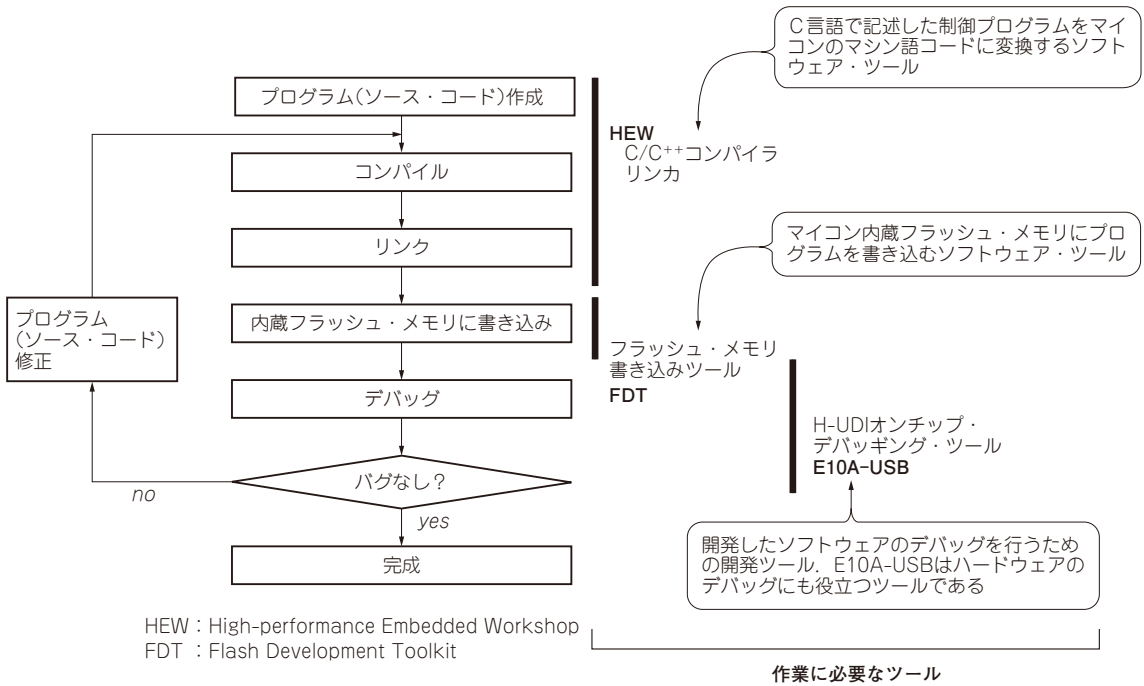 C言語で記述した制御プログラムをマイ
コンのマシン語コードに変換するソフト
ウェア・ツール
プログラム(ソース・コード)作成
HEW
C/C++コンパイラ
リンカ
コンパイル
リンク
マイコン内蔵フラッシュ・メモリにプロ
グラムを書き込むソフトウェア・ツール
プログラム
(ソース・コード)
修正
内蔵フラッシュ・メモリに書き込み
フラッシュ・メモリ
書き込みツール
FDT
デバッグ
H-UDIオンチップ・
デバッギング・ツール
E10A-USB
バグなし？
no
yes
完成
開発したソフトウェアのデバッグを行うため
の開発ツール．E10A-USBはハードウェアの
デバッグにも役立つツールである
HEW：High-performance Embedded Workshop
FDT ：Flash Development Toolkit
作業に必要なツール